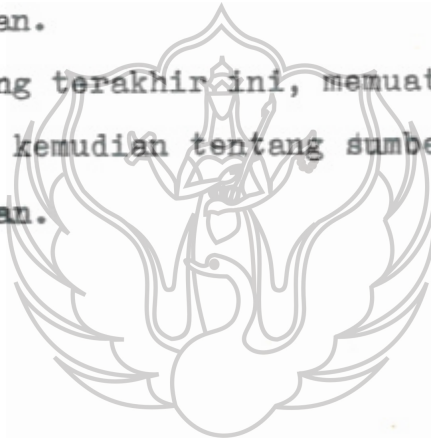 an.
ng terakhir ini, memuat
kemudian tentang sumbe
an.